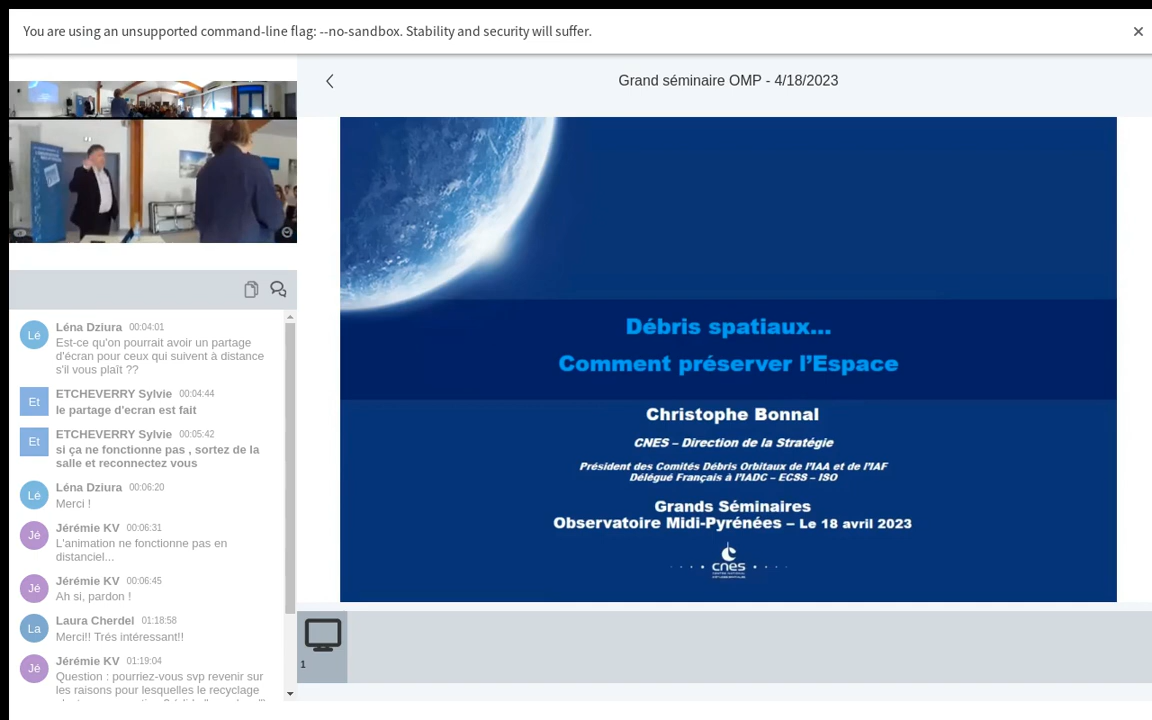 You are using an unsupported command-line flag: --no-sandbox. Stability and security will suffer.
Grand séminaire OMP - 4/18/2023
Débris spatiaux...
Comment préserver l'Espace
Christophe Bonnal
CNES – Direction de la Stratégie
Président des Comités Débris Orbitaux de l'IAA et de l'IAF
Délégué Français à l'IADC – ECSS – ISO
Grands Séminaires
Observatoire Midi-Pyrénées – Le 18 avril 2023
cnes
1
Lé
Léna Dziura 00:04:01
Est-ce qu'on pourrait avoir un partage
d'écran pour ceux qui suivent à distance
s'il vous plaît ??
Et
ETCHEVERRY Sylvie 00:04:44
le partage d'ecran est fait
Et
ETCHEVERRY Sylvie 00:05:42
si ça ne fonctionne pas , sortez de la
salle et reconnectez vous
Lé
Léna Dziura 00:06:20
Merci !
Jé
Jérémie KV 00:06:31
L'animation ne fonctionne pas en
distanciel...
Jé
Jérémie KV 00:06:45
Ah si, pardon !
La
Laura Cherdel 01:18:58
Merci!! Trés intéressant!!
Jé
Jérémie KV 01:19:04
Question : pourriez-vous svp revenir sur
les raisons pour lesquelles le recyclage